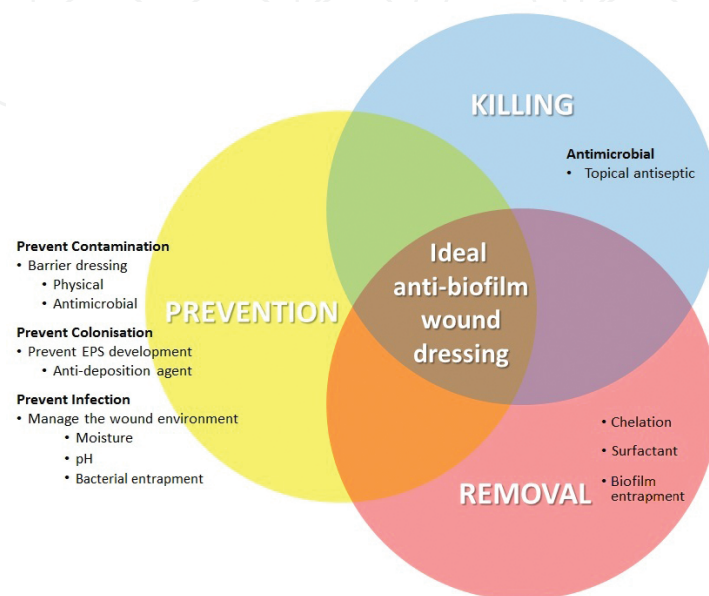 KILLING
Antimicrobial
• Topical antiseptic
Prevent Contamination
• Barrier dressing
• Physical
• Antimicrobial
PREVENTION
Prevent Colonisation
• Prevent EPS development
• Anti-deposition agent
Prevent Infection
• Manage the wound environment
• Moisture
• pH
• Bacterial entrapment
Ideal
anti-biofilm
wound
dressing
• Chelation
• Surfactant
• Biofilm
entrapment
REMOVAL